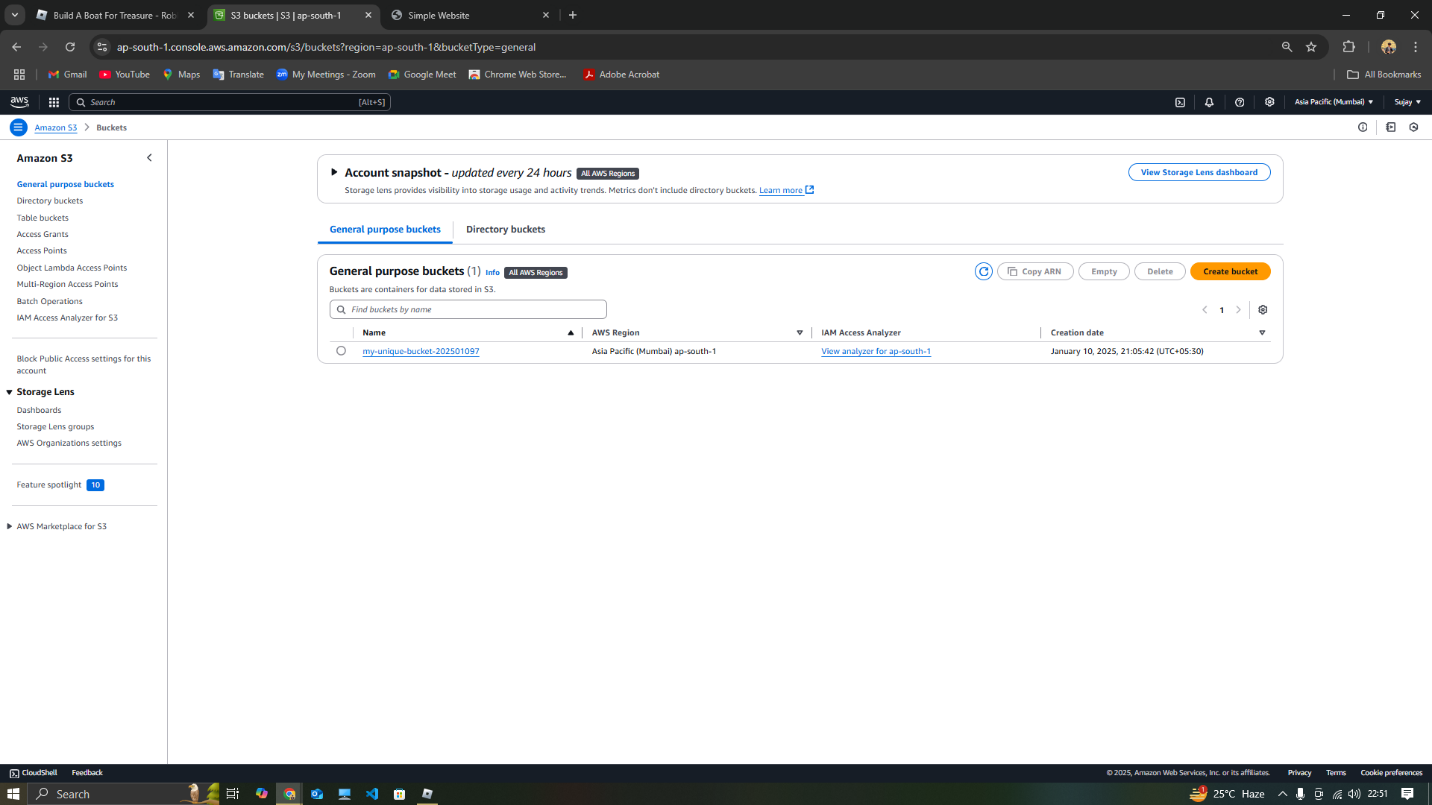 Build A Boat For Treasure - Rob
S3 buckets | S3 | ap-south-1
Simple Website
ap-south-1.console.aws.amazon.com/s3/buckets?region=ap-south-1&bucketType=general
Gmail
YouTube
Maps
Translate
My Meetings - Zoom
Google Meet
Chrome Web Store...
Adobe Acrobat
All Bookmarks
aws
Search
[Alt+S]
Asia Pacific (Mumbai)
Sujay
Amazon S3
Buckets
Amazon S3
General purpose buckets
Directory buckets
Table buckets
Access Grants
Access Points
Object Lambda Access Points
Multi-Region Access Points
Batch Operations
IAM Access Analyzer for S3
Block Public Access settings for this
account
Storage Lens
Dashboards
Storage Lens groups
AWS Organizations settings
Feature spotlight 10
AWS Marketplace for S3
Account snapshot - updated every 24 hours All AWS Regions
Storage lens provides visibility into storage usage and activity trends. Metrics don't include directory buckets. Learn more
View Storage Lens dashboard
General purpose buckets
Directory buckets
General purpose buckets (1) Info All AWS Regions
Copy ARN
Empty
Delete
Create bucket
Buckets are containers for data stored in S3.
Find buckets by name
1
Name
AWS Region
IAM Access Analyzer
Creation date
my-unique-bucket-202501097
Asia Pacific (Mumbai) ap-south-1
View analyzer for ap-south-1
January 10, 2025, 21:05:42 (UTC+05:30)
CloudShell
Feedback
© 2025, Amazon Web Services, Inc. or its affiliates.
Privacy
Terms
Cookie preferences
Search
1
25°C Haze
22:51